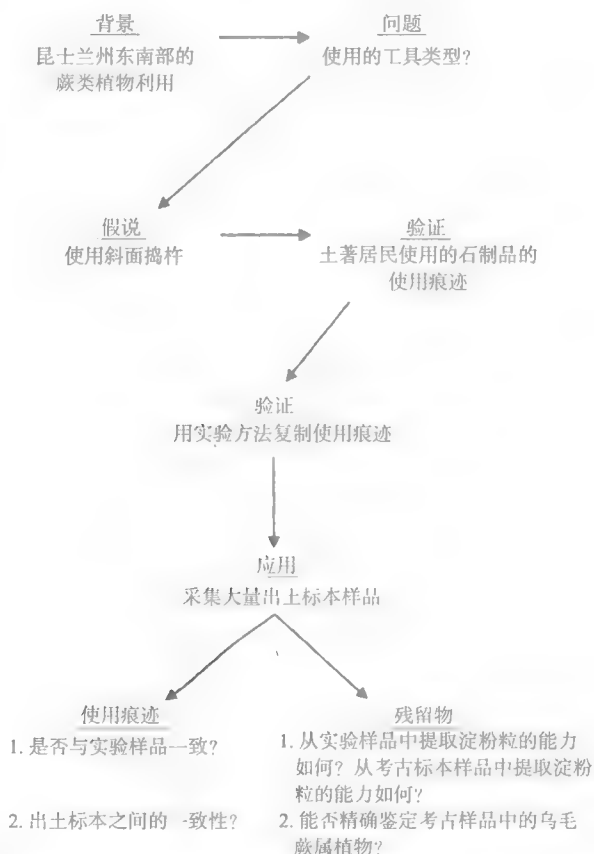 背景
昆士兰州东南部的
蕨类植物利用
问题
使用的工具类型?
假说
使用斜面捣杵
验证
土著居民使用的石制品的
使用痕迹
验证
用实验方法复制使用痕迹
应用
采集大量出土标本样品
使用痕迹
1. 是否与实验样品一致?
2. 出土标本之间的一致性?
残留物
1. 从实验样品中提取淀粉粒的能力
如何? 从考古标本样品中提取淀粉
粒的能力如何?
2. 能否精确鉴定考古样品中的乌毛
蕨属植物?